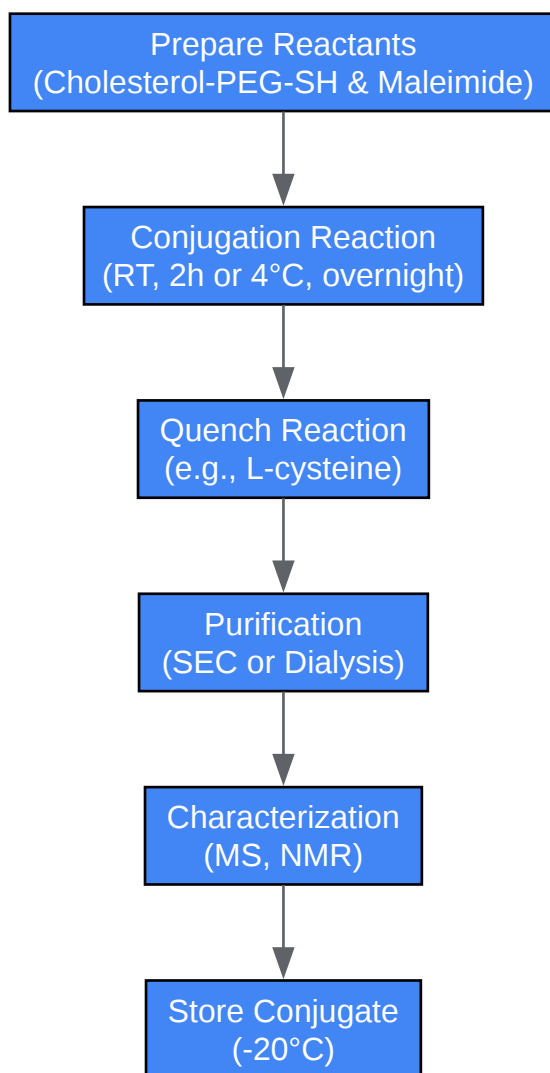 Prepare Reactants
(Cholesterol-PEG-SH & Maleimide)
Conjugation Reaction
(RT, 2h or 4°C, overnight)
Quench Reaction
(e.g., L-cysteine)
Purification
(SEC or Dialysis)
Characterization
(MS, NMR)
Store Conjugate
(-20°C)